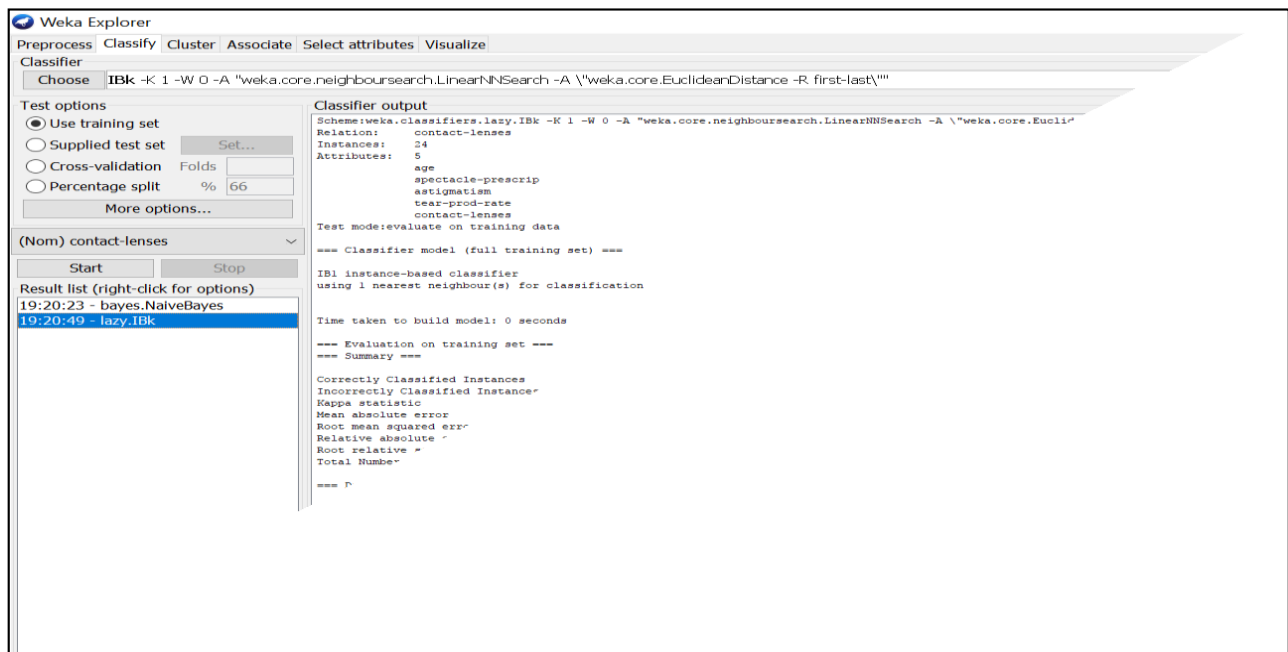 Weka Explorer
Preprocess Classify Cluster Associate Select attributes Visualize
Classifier
Choose IBk -K 1 -W 0 -A "weka.core.neighboursearch.LinearNNSearch -A \"weka.core.EuclideanDistance -R first-last\""
Test options
Use training set
Supplied test set Set...
Cross-validation Folds
Percentage split % 66
More options...
(Nom) contact-lenses
Start Stop
Result list (right-click for options)
19:20:23 - bayes.NaiveBayes
19:20:49 - lazy.IBk
Classifier output
Scheme:weka.classifiers.lazy.IBk -K 1 -W 0 -A "weka.core.neighboursearch.LinearNNSearch -A \"weka.core.Euclid
Relation: contact-lenses
Instances: 24
Attributes: 5
age
spectacle-prescrip
astigmatism
tear-prod-rate
contact-lenses
Test mode:evaluate on training data
=== Classifier model (full training set) ===
IB1 instance-based classifier
using 1 nearest neighbour(s) for classification
Time taken to build model: 0 seconds
=== Evaluation on training set ===
=== Summary ===
Correctly Classified Instances
Incorrectly Classified Instances
Kappa statistic
Mean absolute error
Root mean squared err
Relative absolute
Root relative
Total Number
===